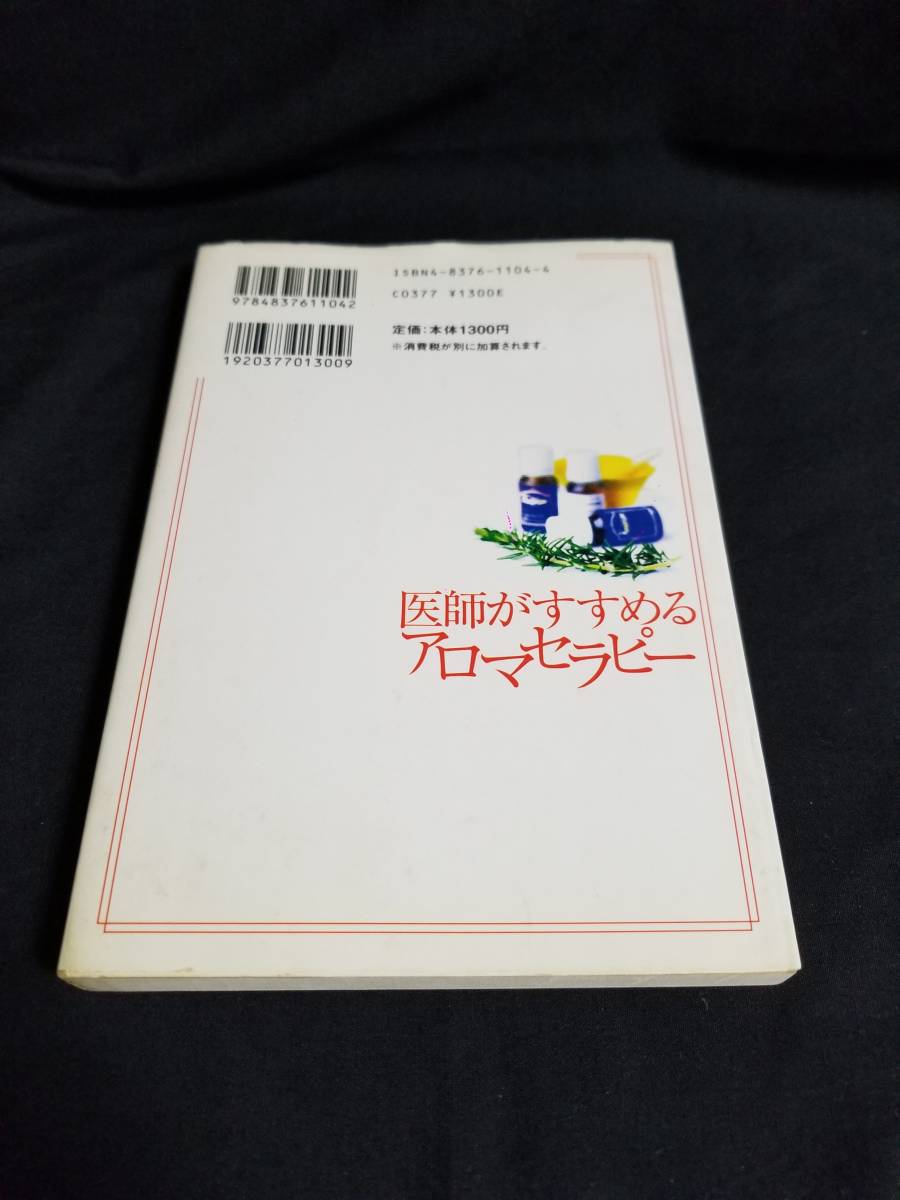 9784837611042
ISBN4-8376-1104-4
C0377 ¥1300E
1920377013009
定価：本体1300円
※消費税が別に加算されます.
医師がすすめる
アロマセラピー